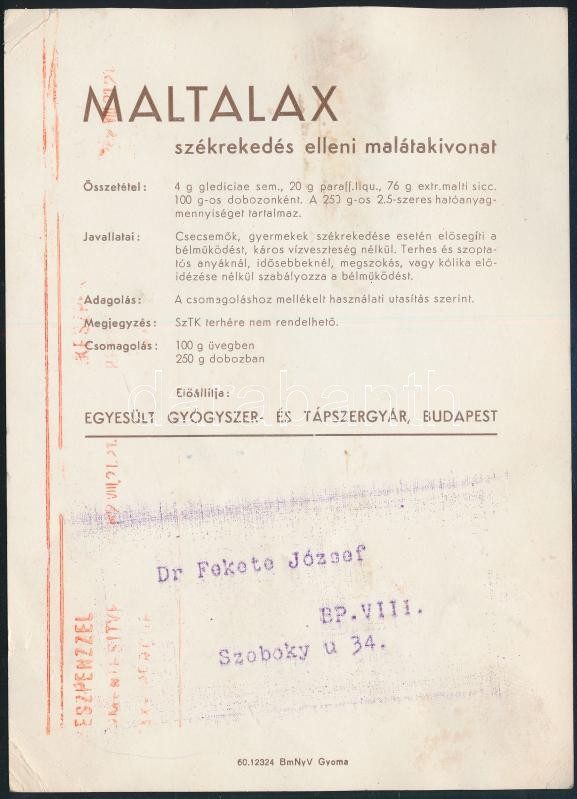 MALTALAX
székrekedés elleni malátakivonat
Összetétel: 4 g glediciae sem., 20 g paraff.liqu., 76 g extr.malti sicc.
100 g-os dobozonként. A 250 g-os 2.5-szeres hatóanyag-
mennyiséget tartalmaz.
Javallatai: Csecsemők, gyermekek székrekedése esetén elősegíti a
bélműködést, káros vízveszteség nélkül. Terhes és szopta-
tós anyáknál, idősebbeknél, megszokás, vagy kólika elő-
idézése nélkül szabályozza a bélműködést.
Adagolás: A csomagoláshoz mellékelt használati utasítás szerint.
Megjegyzés: SzTK terhére nem rendelhető.
Csomagolás: 100 g üvegben
250 g dobozban
Előállítja:
EGYESÜLT GYÓGYSZER- ÉS TÁPSZERGYÁR, BUDAPEST
darabanth
Dr Fekete József
BP.VIII.
Szoboky u 34.
ESZPENZZEL
60.12324 BmNyV Gyoma